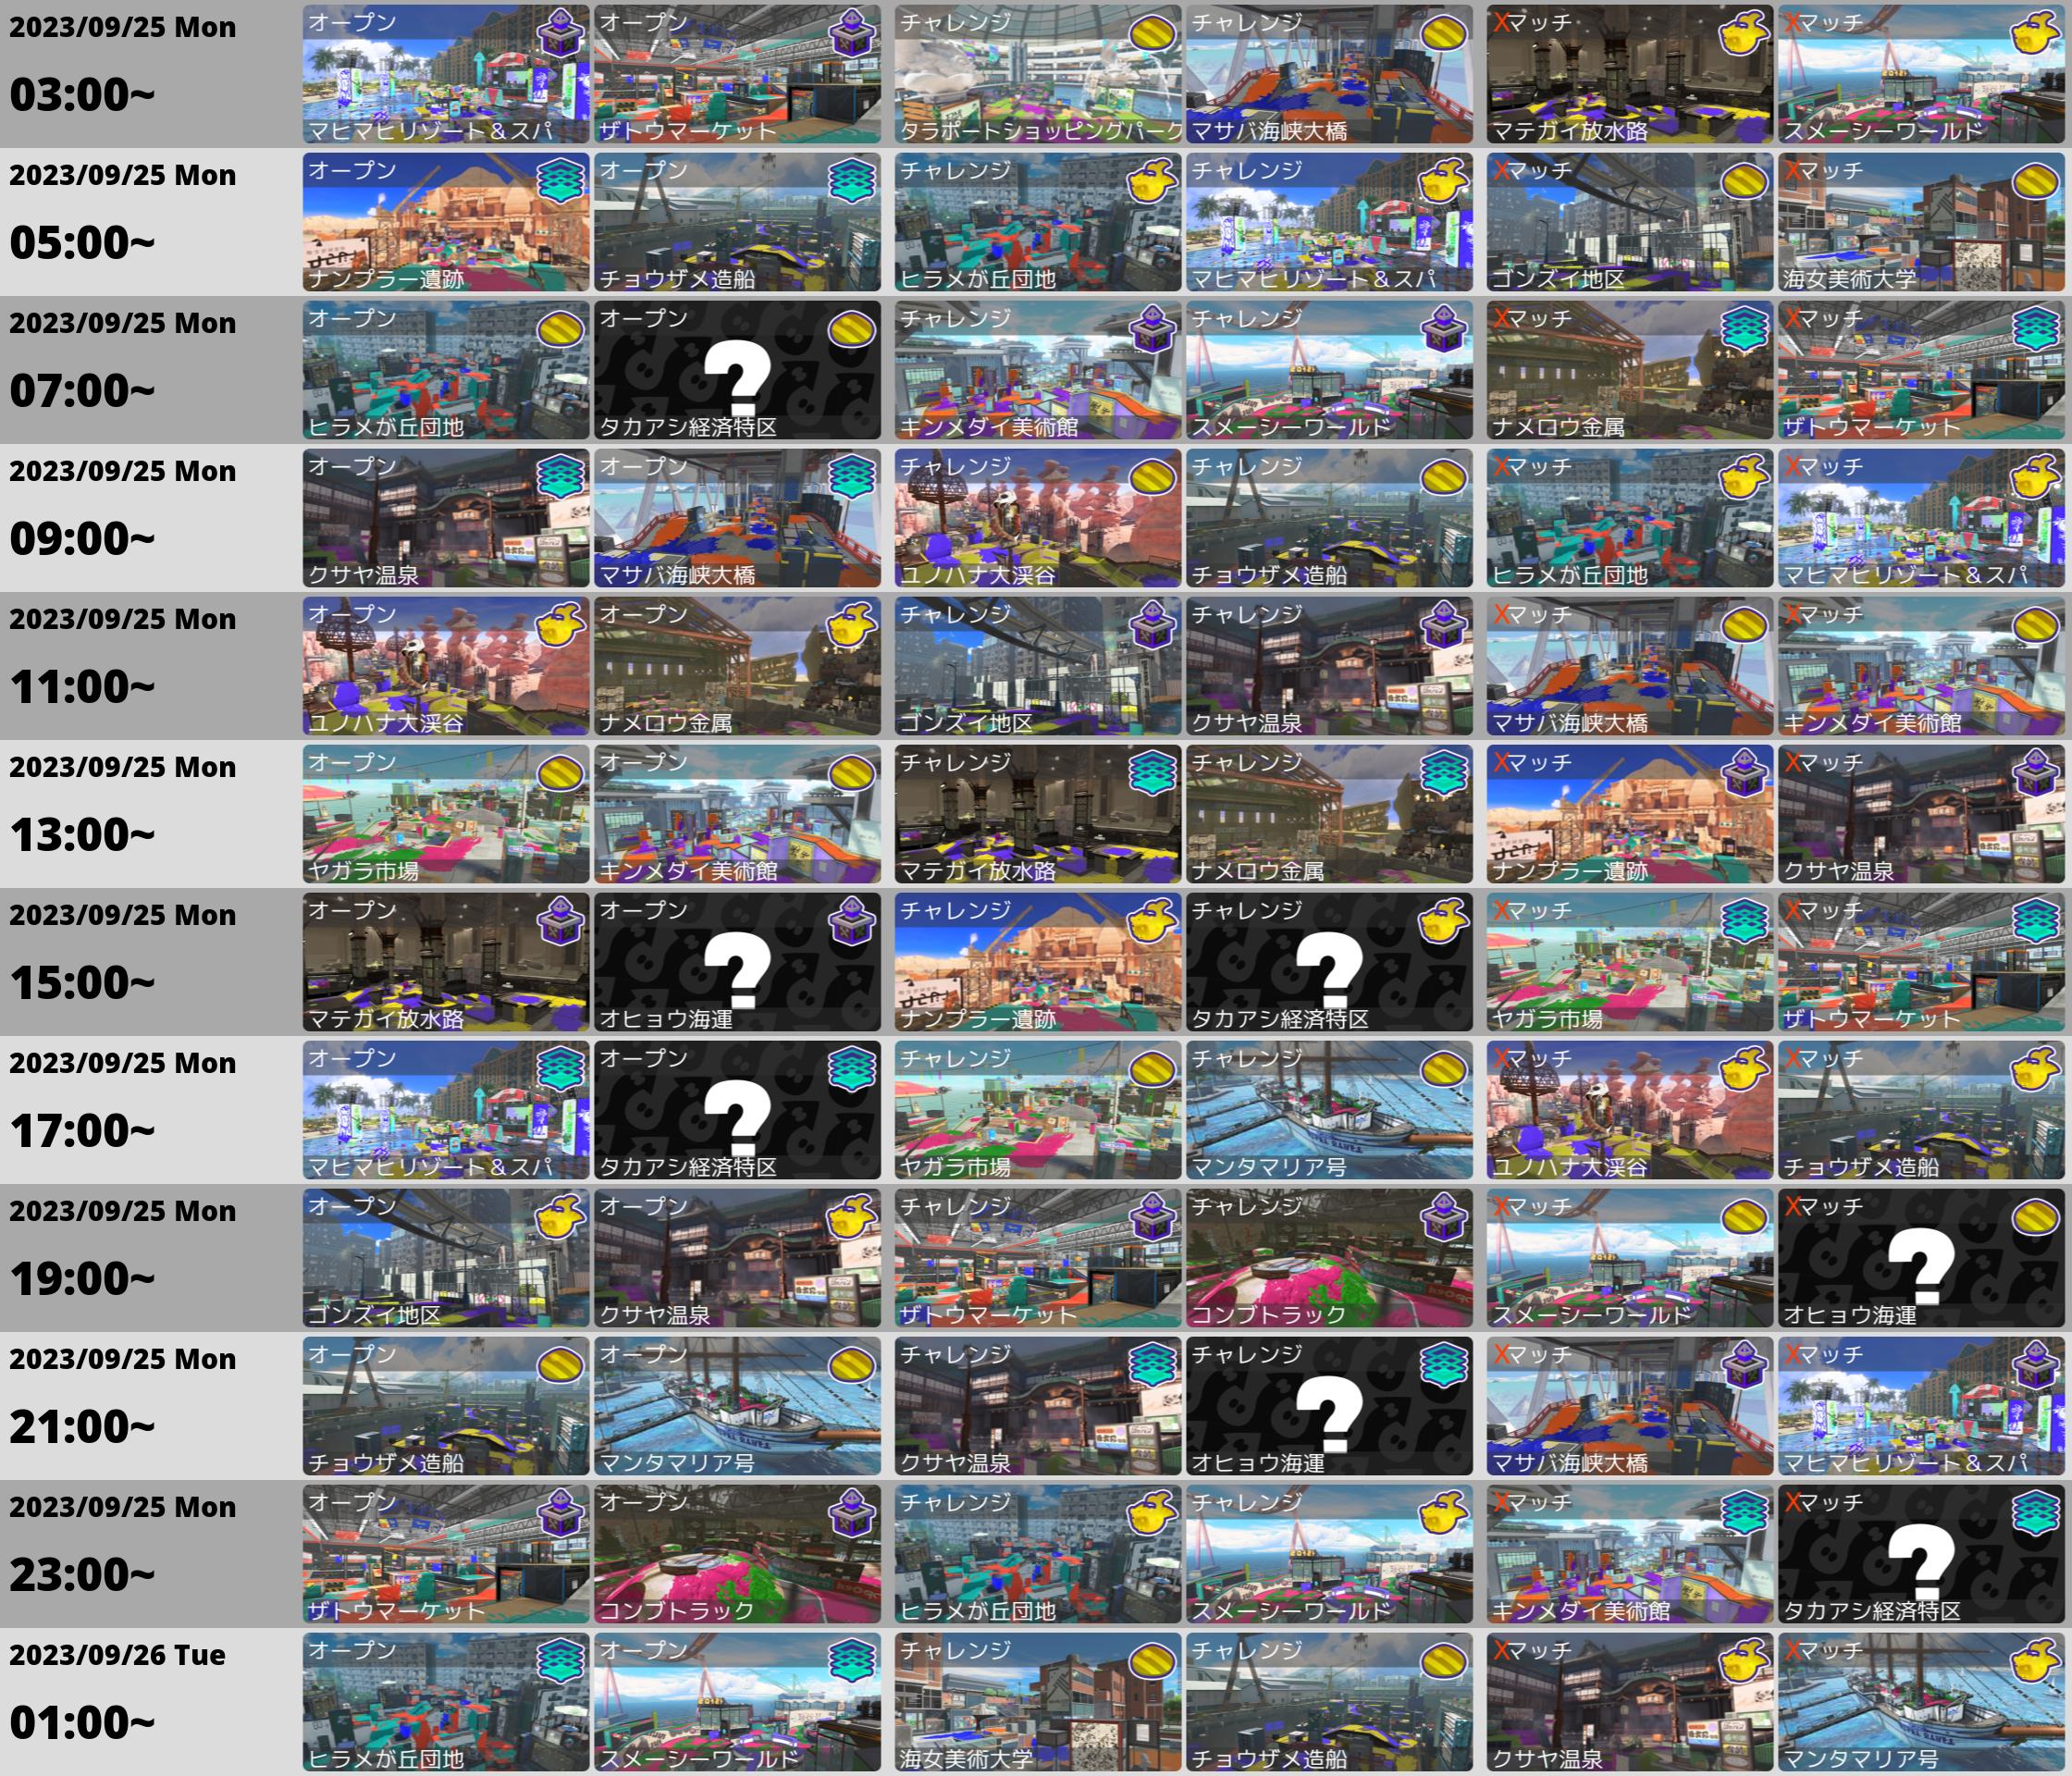 2023/09/25 Mon
03:00~
オープン
マヒマヒリゾート＆スパ
オープン
ザトウマーケット
チャレンジ
タラポートショッピングパーク
チャレンジ
マサバ海峡大橋
Xマッチ
マテガイ放水路
Xマッチ
スメーシーワールド
2023/09/25 Mon
05:00~
オープン
ナンプラー遺跡
オープン
チョウザメ造船
チャレンジ
ヒラメが丘団地
チャレンジ
マヒマヒリゾート＆スパ
Xマッチ
ゴンズイ地区
Xマッチ
海女美術大学
2023/09/25 Mon
07:00~
オープン
ヒラメが丘団地
オープン
?
タカアシ経済特区
チャレンジ
キンメダイ美術館
チャレンジ
スメーシーワールド
Xマッチ
ナメロウ金属
Xマッチ
ザトウマーケット
2023/09/25 Mon
09:00~
オープン
クサヤ温泉
オープン
マサバ海峡大橋
チャレンジ
ユノハナ大渓谷
チャレンジ
チョウザメ造船
Xマッチ
ヒラメが丘団地
Xマッチ
マヒマヒリゾート＆スパ
2023/09/25 Mon
11:00~
オープン
ユノハナ大渓谷
オープン
ナメロウ金属
チャレンジ
ゴンズイ地区
チャレンジ
クサヤ温泉
Xマッチ
マサバ海峡大橋
Xマッチ
キンメダイ美術館
2023/09/25 Mon
13:00~
オープン
ヤガラ市場
オープン
キンメダイ美術館
チャレンジ
マテガイ放水路
チャレンジ
ナメロウ金属
Xマッチ
ナンプラー遺跡
Xマッチ
クサヤ温泉
2023/09/25 Mon
15:00~
オープン
マテガイ放水路
オープン
?
オヒョウ海運
チャレンジ
ナンプラー遺跡
チャレンジ
?
タカアシ経済特区
Xマッチ
ヤガラ市場
Xマッチ
ザトウマーケット
2023/09/25 Mon
17:00~
オープン
マヒマヒリゾート＆スパ
オープン
?
タカアシ経済特区
チャレンジ
ヤガラ市場
チャレンジ
マンタマリア号
Xマッチ
ユノハナ大渓谷
Xマッチ
チョウザメ造船
2023/09/25 Mon
19:00~
オープン
ゴンズイ地区
オープン
クサヤ温泉
チャレンジ
ザトウマーケット
チャレンジ
コンブトラック
Xマッチ
スメーシーワールド
Xマッチ
?
オヒョウ海運
2023/09/25 Mon
21:00~
オープン
チョウザメ造船
オープン
マンタマリア号
チャレンジ
クサヤ温泉
チャレンジ
?
オヒョウ海運
Xマッチ
マサバ海峡大橋
Xマッチ
マヒマヒリゾート＆スパ
2023/09/25 Mon
23:00~
オープン
ザトウマーケット
オープン
コンブトラック
チャレンジ
ヒラメが丘団地
チャレンジ
スメーシーワールド
Xマッチ
キンメダイ美術館
Xマッチ
?
タカアシ経済特区
2023/09/26 Tue
01:00~
オープン
ヒラメが丘団地
オープン
スメーシーワールド
チャレンジ
海女美術大学
チャレンジ
チョウザメ造船
Xマッチ
クサヤ温泉
Xマッチ
マンタマリア号